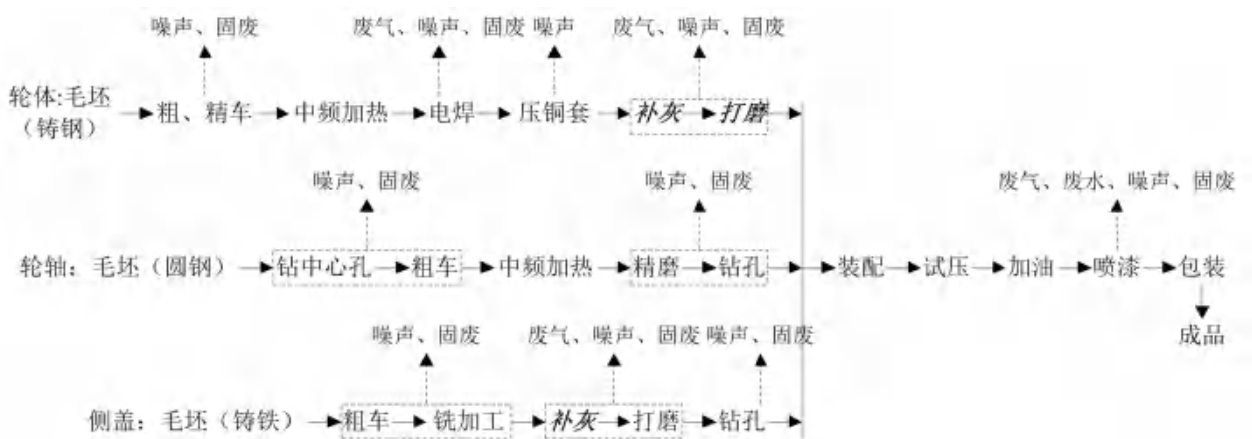 噪声、固废 废气、噪声、固废 噪声 废气、噪声、固废
轮体:毛坯（铸钢） 粗、精车 中频加热 电焊 压铜套 补灰 打磨
噪声、固废 噪声、固废 废气、废水、噪声、固废
轮轴：毛坯（圆钢） 钻中心孔 粗车 中频加热 精磨 钻孔 装配 试压 加油 喷漆 包装
噪声、固废 废气、噪声、固废 噪声、固废 成品
侧盖：毛坯（铸铁） 粗车 铣加工 补灰 打磨 钻孔